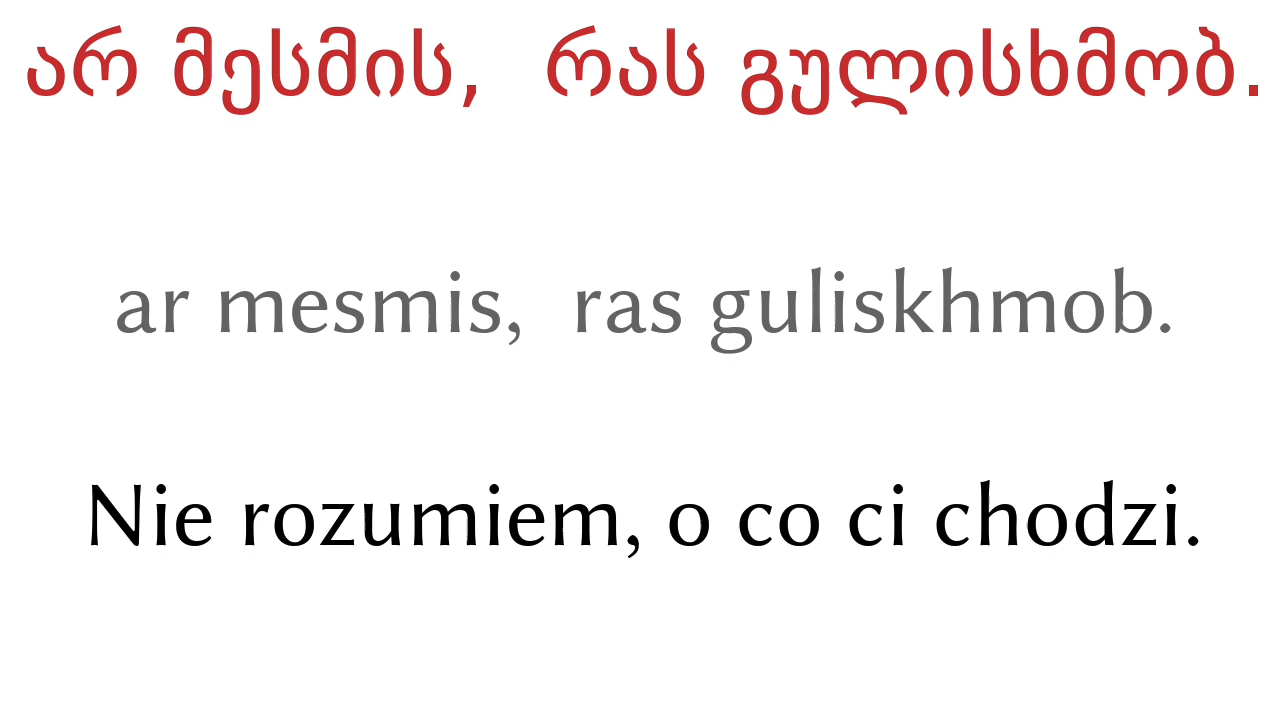 არ მესმის, რას გულისხმობ.
ar mesmis, ras guliskhmob.
Nie rozumiem, o co ci chodzi.